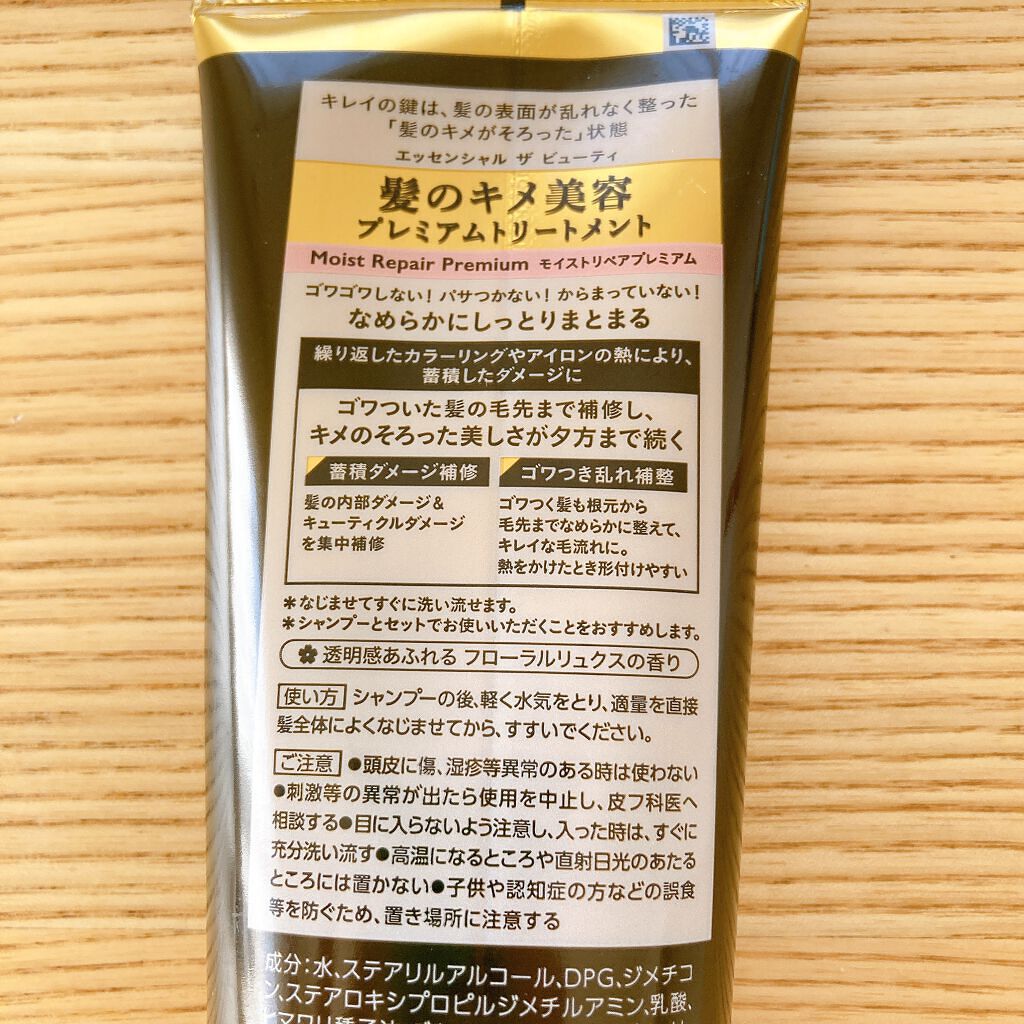 キレイの鍵は、髪の表面が乱れなく整った
「髪のキメがそろった」状態
エッセンシャル ザ ビューティ
髪のキメ美容
プレミアムトリートメント
Moist Repair Premium モイストリペアプレミアム
ゴワゴワしない！パサつかない！からまっていない！
なめらかにしっとりまとまる
繰り返したカラーリングやアイロンの熱により、
蓄積したダメージに
ゴワついた髪の毛先まで補修し、
キメのそろった美しさが夕方まで続く
蓄積ダメージ補修
髪の内部ダメージ＆
キューティクルダメージ
を集中補修
ゴワつき乱れ補整
ゴワつく髪も根元から
毛先までなめらかに整えて、
キレイな毛流れに。
熱をかけたとき形付けやすい
＊なじませてすぐに洗い流せます。
＊シャンプーとセットでお使いいただくことをおすすめします。
透明感あふれる フローラルリュクスの香り
使い方 シャンプーの後、軽く水気をとり、適量を直接
髪全体によくなじませてから、すすいでください。
ご注意 ●頭皮に傷、湿疹等異常のある時は使わない
●刺激等の異常が出たら使用を中止し、皮フ科医へ
相談する●目に入らないよう注意し、入った時は、すぐに
充分洗い流す●高温になるところや直射日光のあたる
ところには置かない●子供や認知症の方などの誤食
等を防ぐため、置き場所に注意する
成分：水、ステアリルアルコール、DPG、ジメチコ
ン、ステアロキシプロピルジメチルアミン、乳酸、